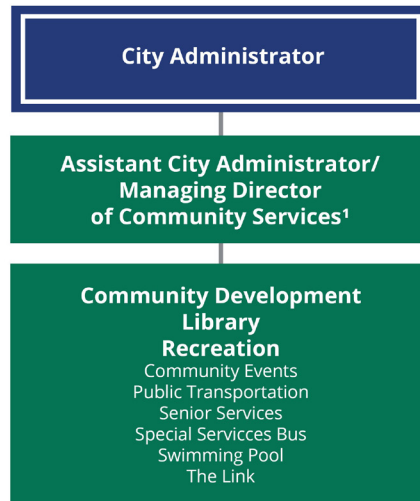 City Administrator
Assistant City Administrator/
Managing Director
of Community Services¹
Community Development
Library
Recreation
Community Events
Public Transportation
Senior Services
Special Servicces Bus
Swimming Pool
The Link